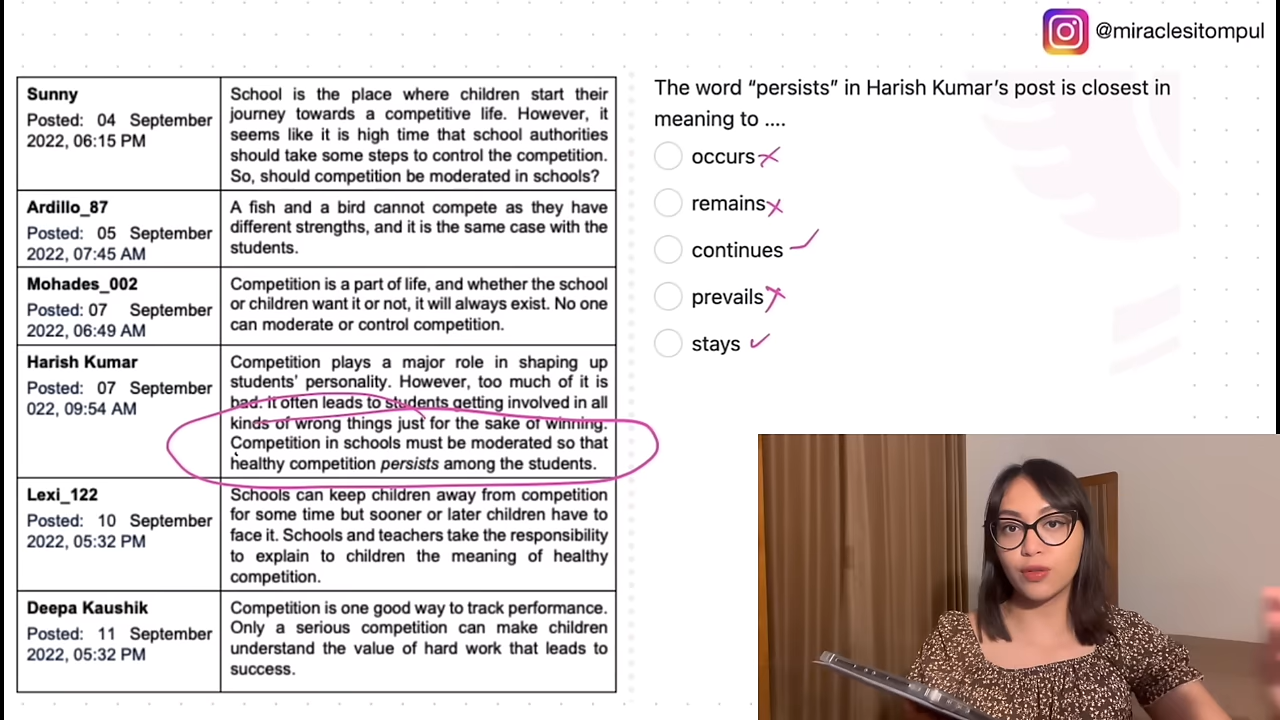 @miraclesitompul
Sunny
Posted: 04 September
2022, 06:15 PM
School is the place where children start their
journey towards a competitive life. However, it
seems like it is high time that school authorities
should take some steps to control the competition.
So, should competition be moderated in schools?
Ardillo_87
Posted: 05 September
2022, 07:45 AM
A fish and a bird cannot compete as they have
different strengths, and it is the same case with the
students.
Mohades_002
Posted: 07 September
2022, 06:49 AM
Competition is a part of life, and whether the school
or children want it or not, it will always exist. No one
can moderate or control competition.
Harish Kumar
Posted: 07 September
022, 09:54 AM
Competition plays a major role in shaping up
students' personality. However, too much of it is
bad. It often leads to students getting involved in all
kinds of wrong things just for the sake of winning.
Competition in schools must be moderated so that
healthy competition persists among the students.
Lexi_122
Posted: 10 September
2022, 05:32 PM
Schools can keep children away from competition
for some time but sooner or later children have to
face it. Schools and teachers take the responsibility
to explain to children the meaning of healthy
competition.
Deepa Kaushik
Posted: 11 September
2022, 05:32 PM
Competition is one good way to track performance.
Only a serious competition can make children
understand the value of hard work that leads to
success.
The word “persists” in Harish Kumar's post is closest in
meaning to ....
occurs
remains
continues
prevails
stays